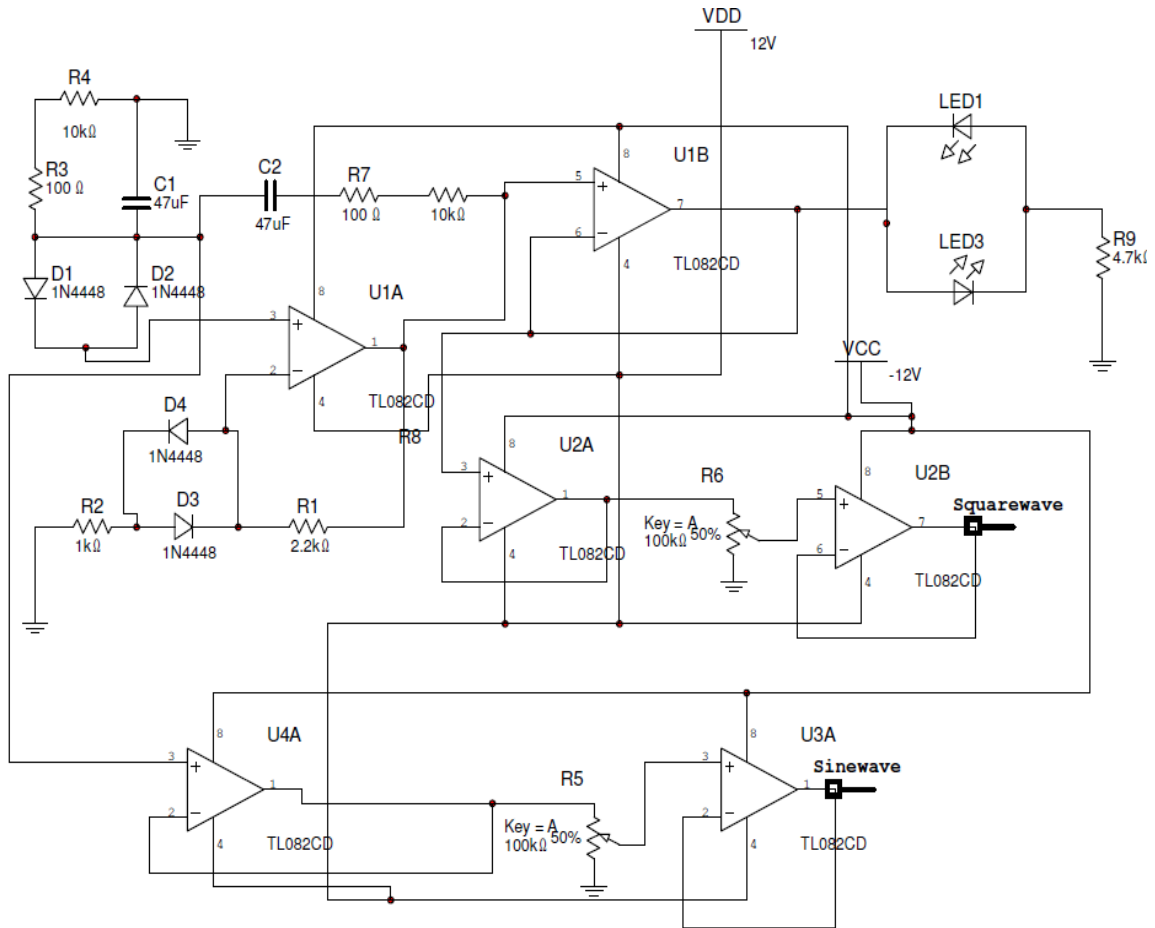 VDD
12V
R4
10kΩ
LED1
R3
100 Ω
C1
47uF
C2
47uF
R7
100 Ω
10kΩ
8
U1B
5
6
7
4
TL082CD
R9
4.7kΩ
LED3
D1
1N4448
D2
1N4448
8
U1A
3
2
1
4
TL082CD
R8
VCC
-12V
D4
1N4448
D3
1N4448
R2
1kΩ
R1
2.2kΩ
8
U2A
3
2
1
4
TL082CD
R6
Key = A
100kΩ
50%
8
U2B
5
6
7
4
TL082CD
Squarewave
8
U4A
3
2
1
4
TL082CD
R5
Key = A
100kΩ
50%
8
U3A
3
2
1
4
TL082CD
Sinewave